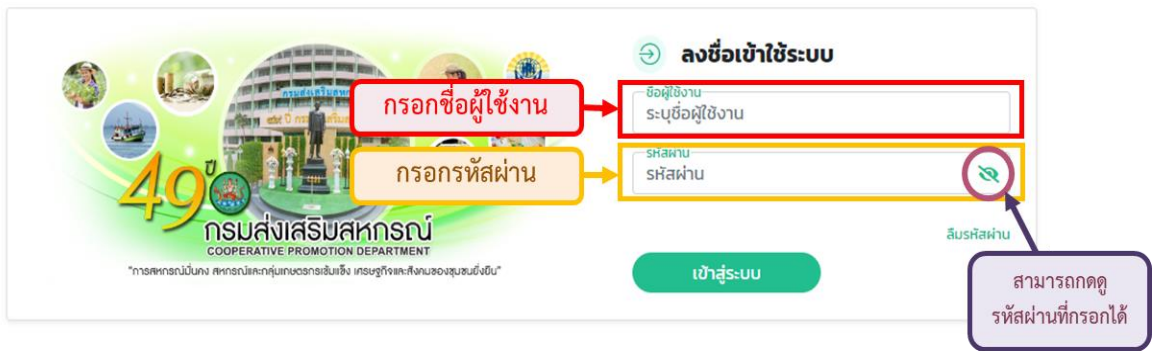 ลงชื่อเข้าใช้ระบบ
กรอกชื่อผู้ใช้งาน
ชื่อผู้ใช้งาน
ระบุชื่อผู้ใช้งาน
กรอกรหัสผ่าน
รหัสผ่าน
รหัสผ่าน
ลืมรหัสผ่าน
เข้าสู่ระบบ
สามารถกดดู
รหัสผ่านที่กรอกได้
49 ปี
กรมส่งเสริมสหกรณ์
COOPERATIVE PROMOTION DEPARTMENT
"การสหกรณ์มั่นคง สหกรณ์และกลุ่มเกษตรกรเข้มแข็ง เศรษฐกิจและสังคมของชุมชนยั่งยืน"